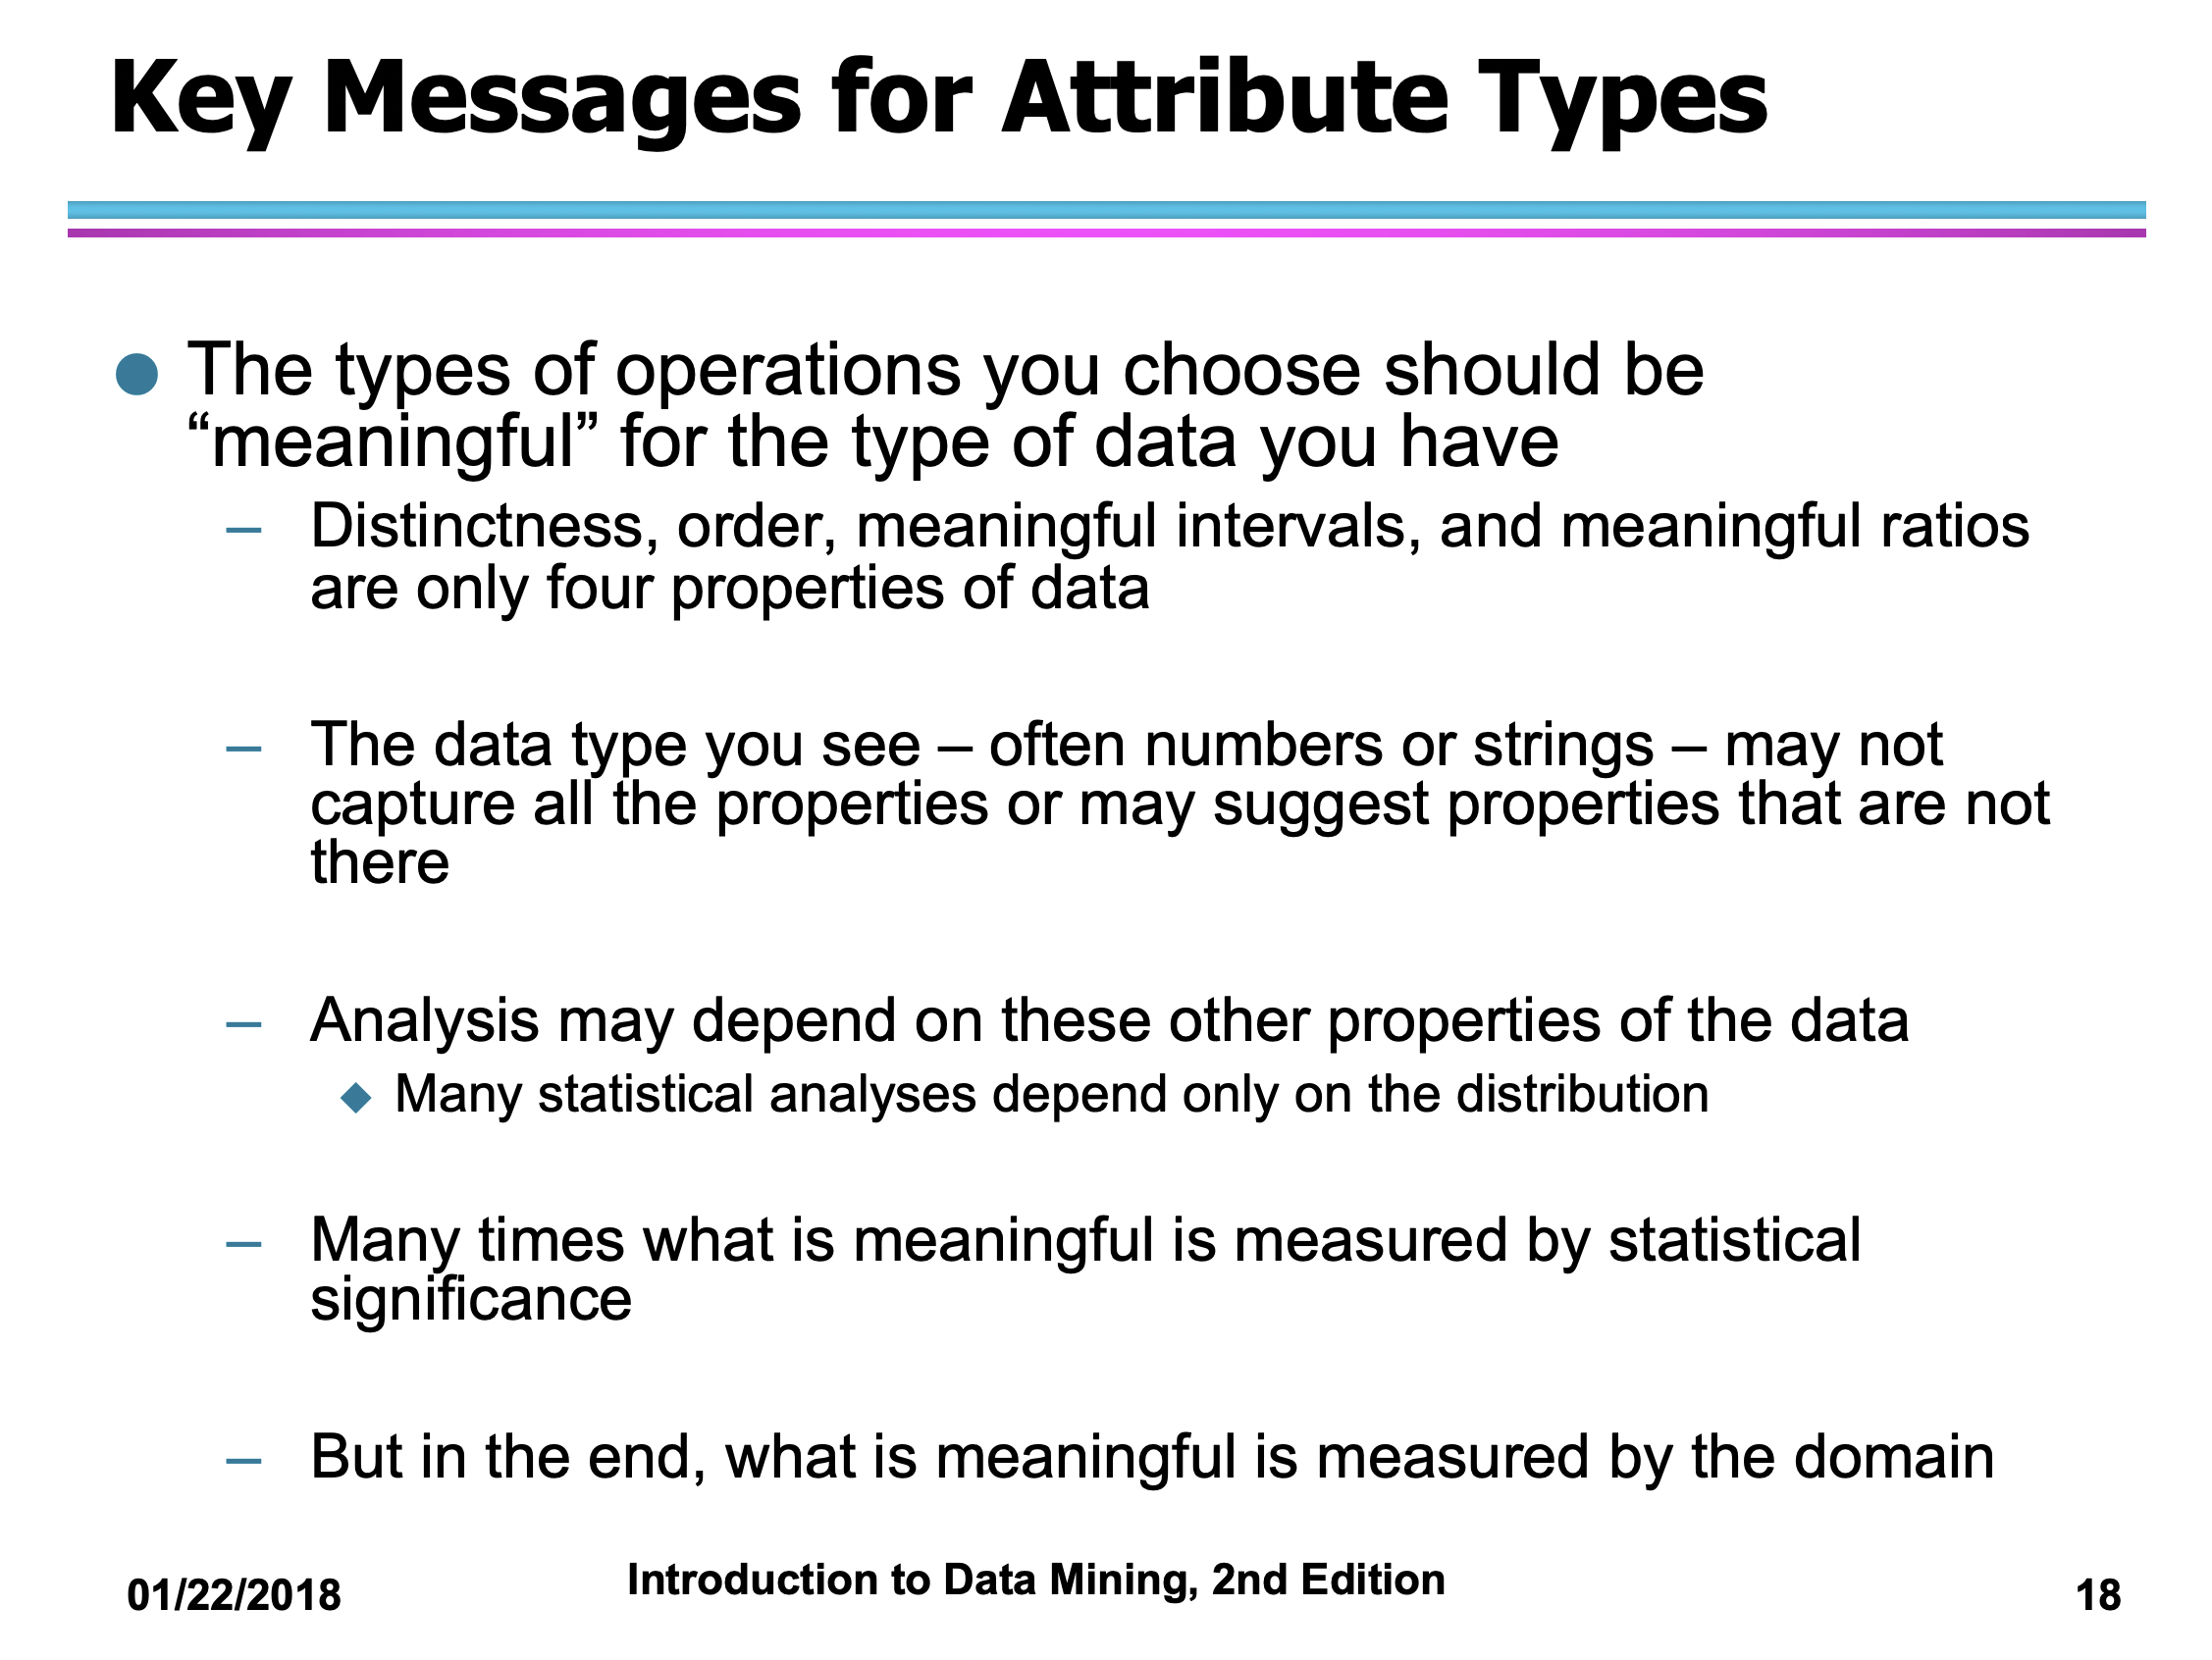 Key Messages for Attribute Types
The types of operations you choose should be
“meaningful” for the type of data you have
– Distinctness, order, meaningful intervals, and meaningful ratios
are only four properties of data
– The data type you see – often numbers or strings – may not
capture all the properties or may suggest properties that are not
there
– Analysis may depend on these other properties of the data
Many statistical analyses depend only on the distribution
– Many times what is meaningful is measured by statistical
significance
– But in the end, what is meaningful is measured by the domain
01/22/2018
Introduction to Data Mining, 2nd Edition
18